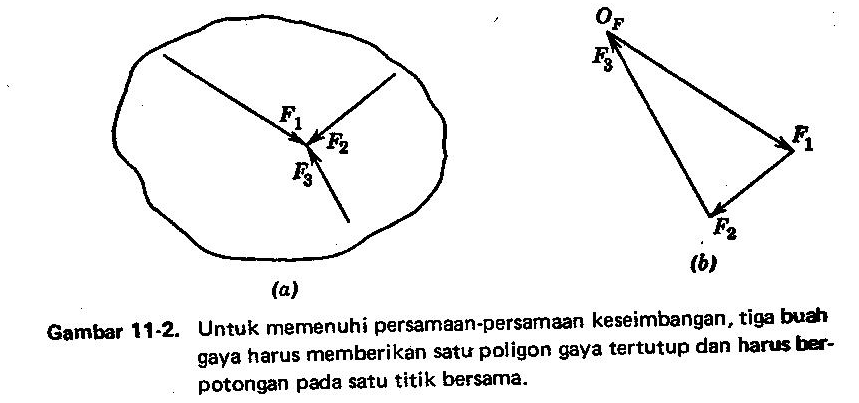 O_F
F_3
F_1
F_1
F_2
F_3
F_2
(b)
(a)
Gambar 11-2. Untuk memenuhi persamaan-persamaan keseimbangan, tiga buah
gaya harus memberikan satu poligon gaya tertutup dan harus ber-
potongan pada satu titik bersama.